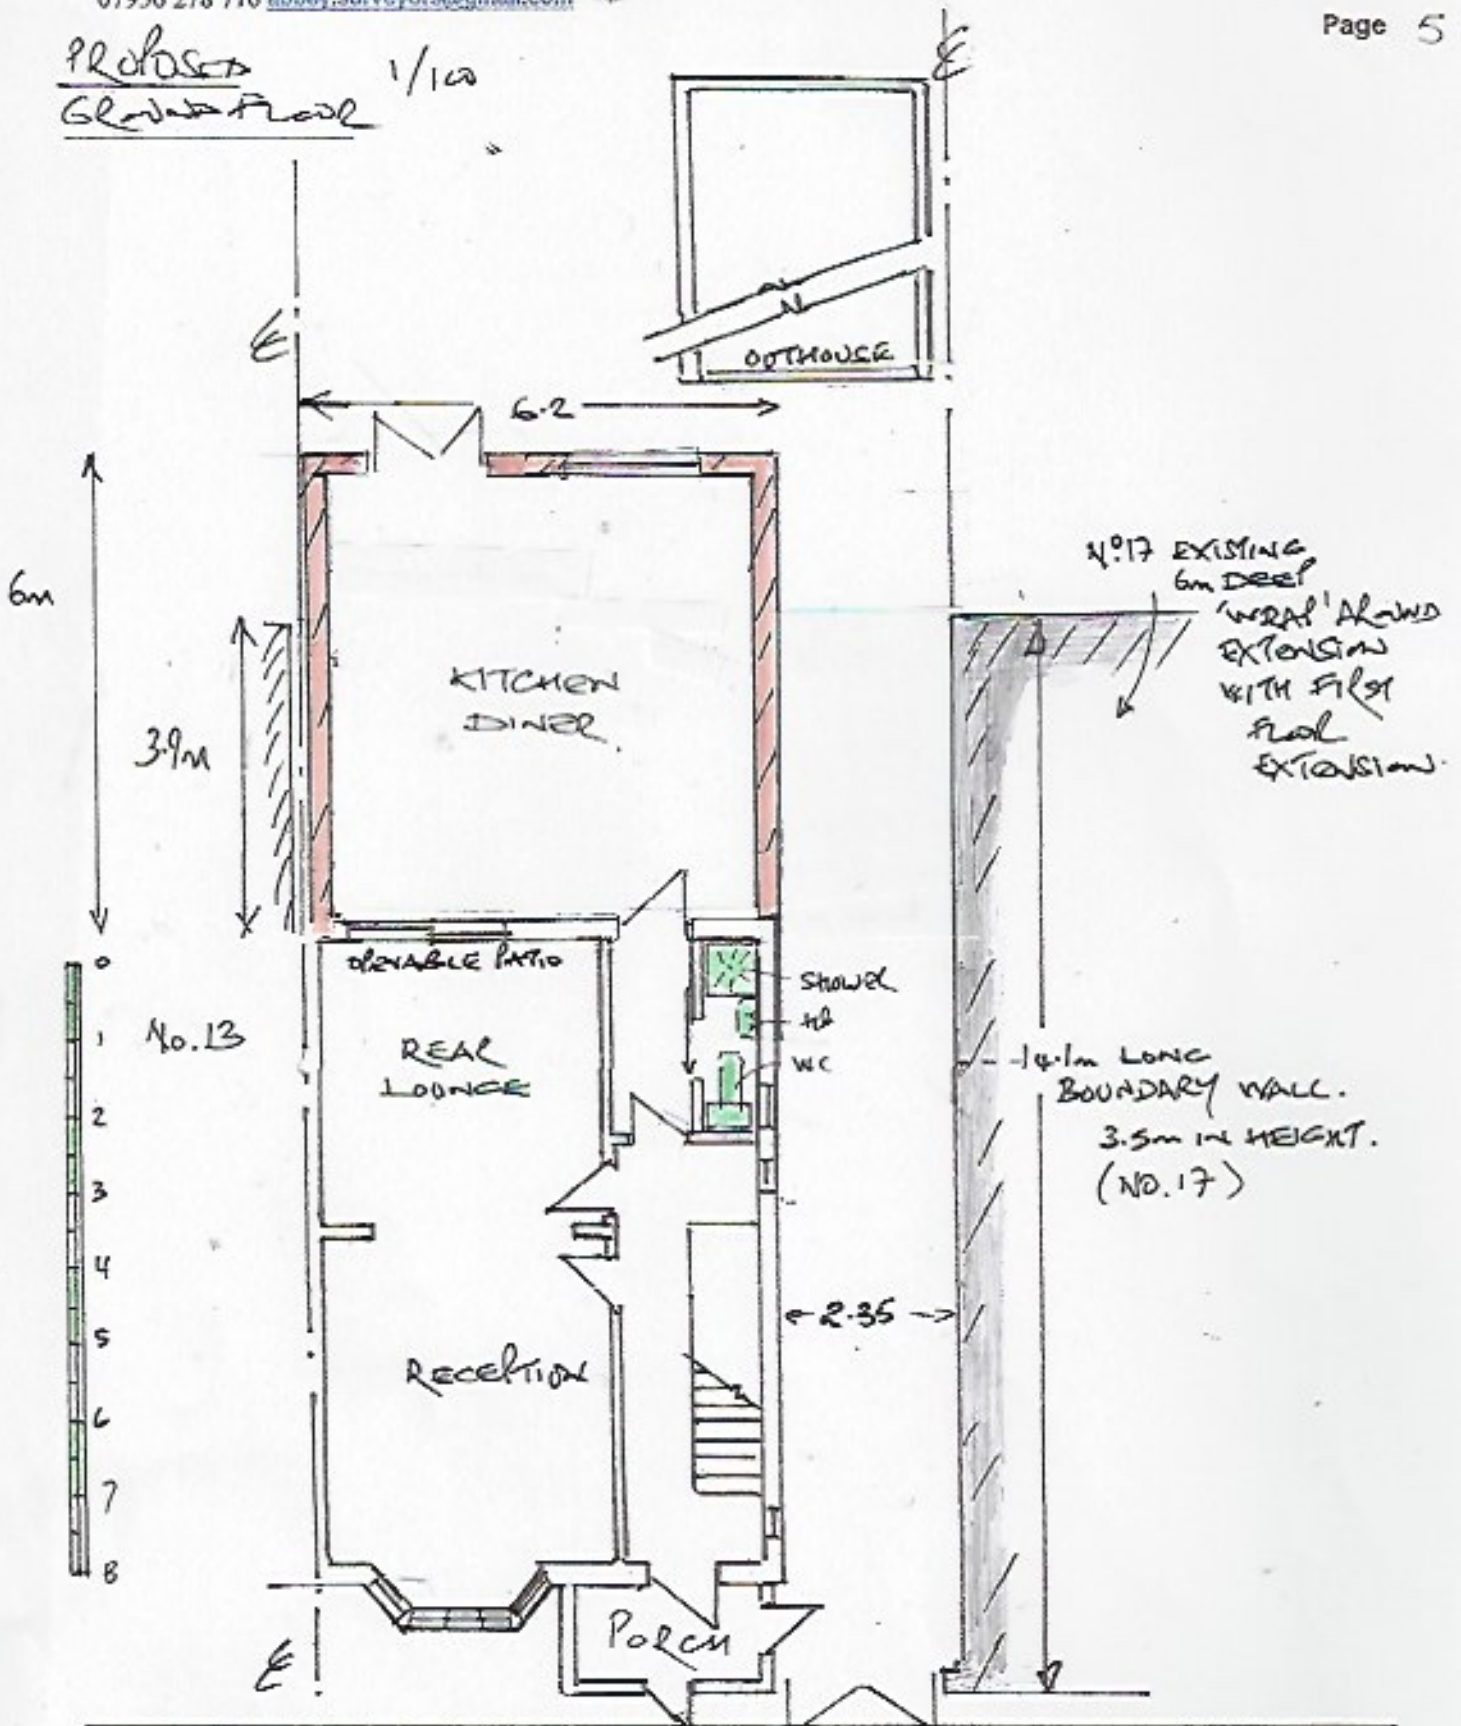 Page 5
PROPOSED 1/100
GROUND FLOOR
OUTHOUSE
6.2
6m
3.9m
KITCHEN
DINER.
Nº17 EXISTING
6m DEEP
'WRAP' AROUND
EXTENSION
WITH FIRST
FLOOR
EXTENSION.
OPENABLE PATIO
SHOWER
WC
No.13
REAR
LOUNGE
14.1m LONG
BOUNDARY WALL.
3.5m IN HEIGHT.
(NO.17)
0
1
2
3
4
5
6
7
8
2.35
RECEPTION
PORCH